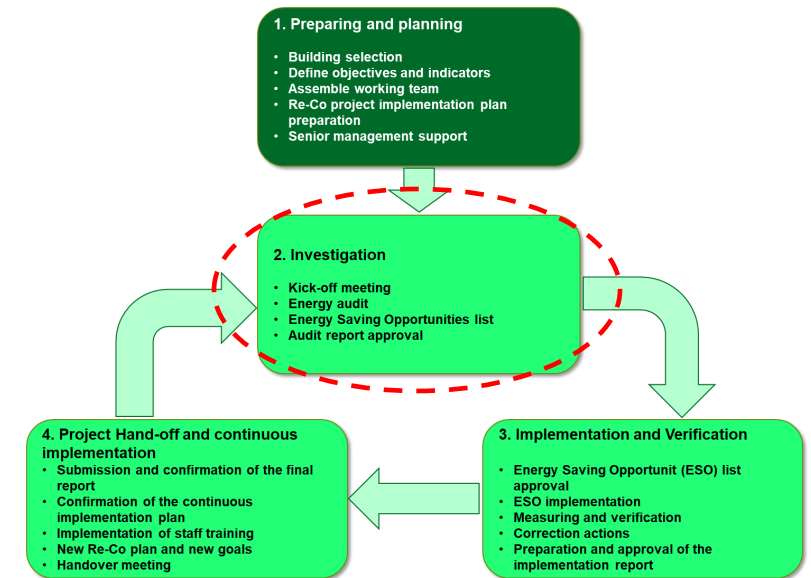 1. Preparing and planning
• Building selection
• Define objectives and indicators
• Assemble working team
• Re-Co project implementation plan
preparation
• Senior management support
2. Investigation
• Kick-off meeting
• Energy audit
• Energy Saving Opportunities list
• Audit report approval
4. Project Hand-off and continuous
implementation
• Submission and confirmation of the final
report
• Confirmation of the continuous
implementation plan
• Implementation of staff training
• New Re-Co plan and new goals
• Handover meeting
3. Implementation and Verification
• Energy Saving Opportunit (ESO) list
approval
• ESO implementation
• Measuring and verification
• Correction actions
• Preparation and approval of the
implementation report